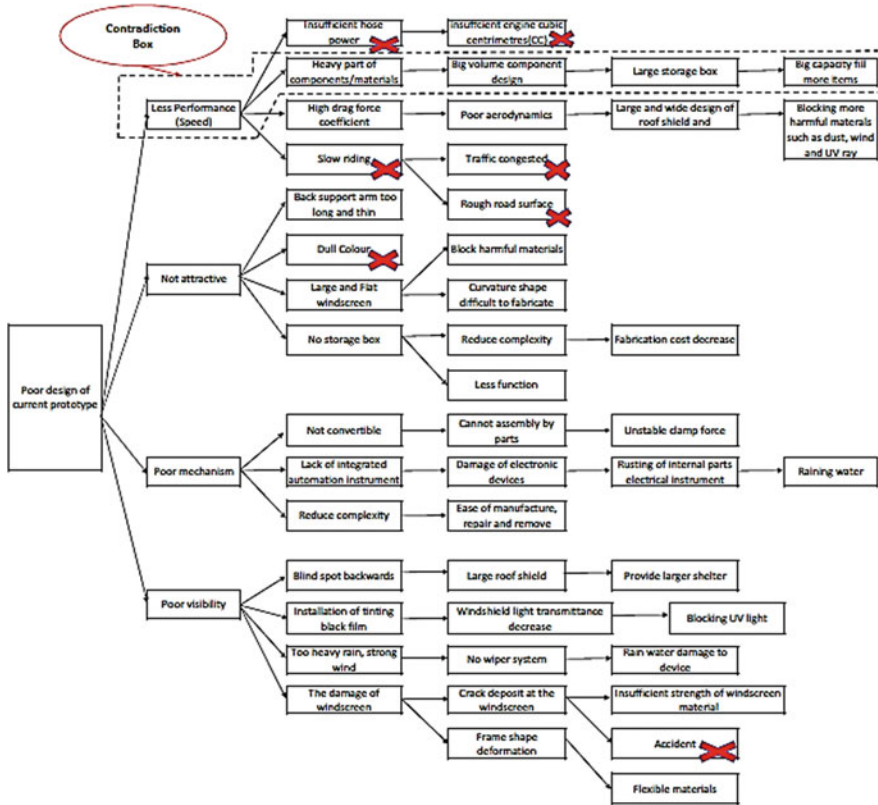 Contradiction
Box
Insufficient hose
power
Insufficient engine cubic
centrimetres(CC)
Heavy part of
components/materials
Big volume component
design
Large storage box
Big capacity fill
more items
Less Performance
(Speed)
High drag force
coefficient
Poor aerodynamics
Large and wide design of
roof shield and
Blocking more
harmful materals
such as dust, wind
and UV ray
Slow riding
Traffic congested
Rough road surface
Back support arm too
long and thin
Dull Colour
Block harmful materials
Not attractive
Large and Flat
windscreen
Curvature shape
difficult to fabricate
No storage box
Reduce complexity
Fabrication cost decrease
Less function
Poor design of
current prototype
Not convertible
Cannot assembly by
parts
Unstable clamp force
Poor mechanism
Lack of integrated
automation instrument
Damage of electronic
devices
Rusting of internal parts
electrical instrument
Raining water
Reduce complexity
Ease of manufacture,
repair and remove
Blind spot backwards
Large roof shield
Provide larger shelter
Poor visibility
Installation of tinting
black film
Windshield light transmittance
decrease
Blocking UV light
Too heavy rain, strong
wind
No wiper system
Rain water damage to
device
The damage of
windscreen
Crack deposit at the
windscreen
Insufficient strength of windscreen
material
Frame shape
deformation
Accident
Flexible materials